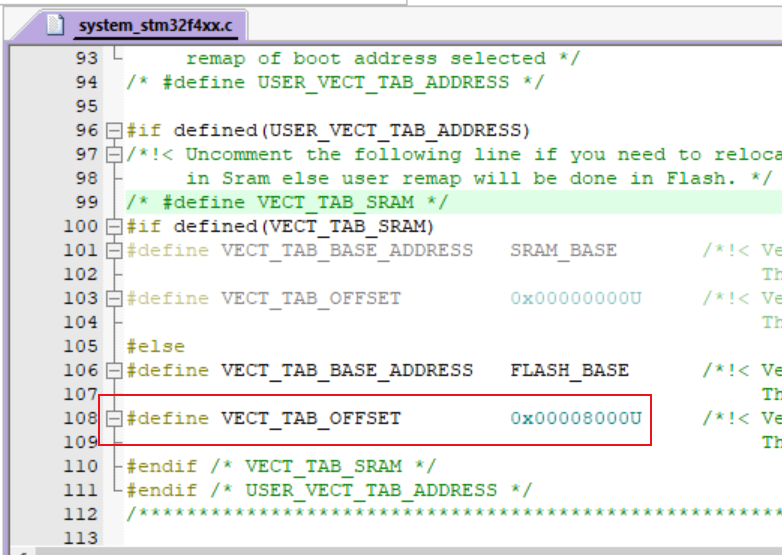 system_stm32f4xx.c
93 remap of boot address selected */
94 /* #define USER_VECT_TAB_ADDRESS */
95
96 #if defined(USER_VECT_TAB_ADDRESS)
97 /*!< Uncomment the following line if you need to reloca
98 in Sram else user remap will be done in Flash. */
99 /* #define VECT_TAB_SRAM */
100 #if defined(VECT_TAB_SRAM)
101 #define VECT_TAB_BASE_ADDRESS SRAM_BASE /*!< Ve
102 Th
103 #define VECT_TAB_OFFSET 0x00000000U /*!< Ve
104 Th
105 #else
106 #define VECT_TAB_BASE_ADDRESS FLASH_BASE /*!< Ve
107 Th
108 #define VECT_TAB_OFFSET 0x00008000U /*!< Ve
109 Th
110 #endif /* VECT_TAB_SRAM */
111 #endif /* USER_VECT_TAB_ADDRESS */
112 /*******************************************************
113